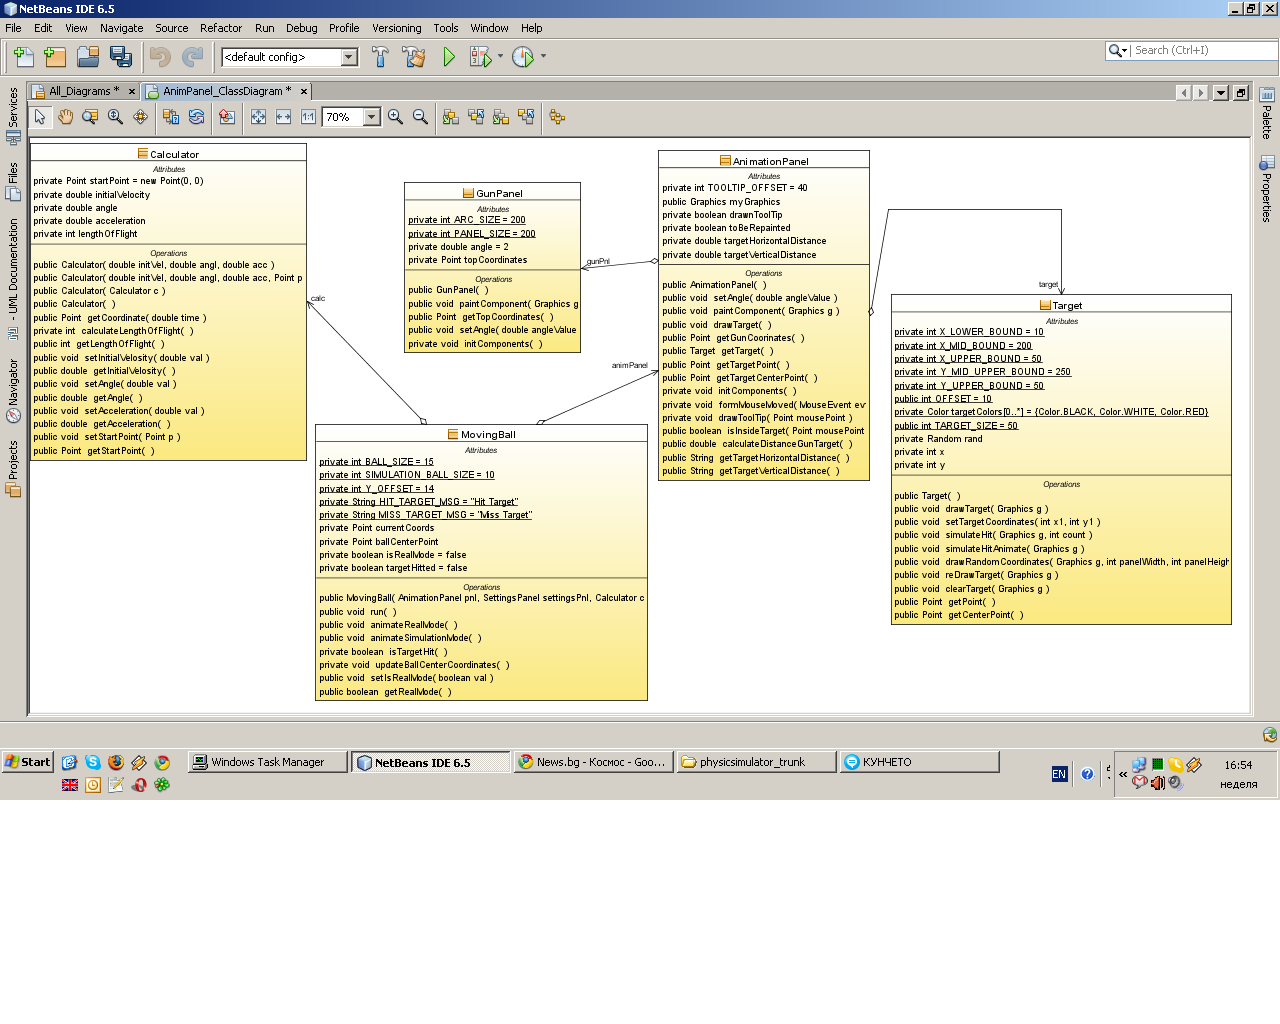 NetBeans IDE 6.5
File Edit View Navigate Source Refactor Run Debug Profile Versioning Tools Window Help
<default config>
Search (Ctrl+I)
All_Diagrams *
AnimPanel_ClassDiagram *
70%
Services
Files
UML Documentation
Navigator
Projects
Palette
Properties
Calculator
Attributes
private Point startPoint = new Point(0, 0)
private double initialVelocity
private double angle
private double acceleration
private int lengthOfFlight
Operations
public Calculator( double initVel, double angl, double acc )
public Calculator( double initVel, double angl, double acc, Point p
public Calculator( Calculator c )
public Calculator( )
public Point getCoordinate( double time )
private int calculateLengthOfFlight( )
public int getLengthOfFlight( )
public void setInitialVelocity( double val )
public double getInitialVelocity( )
public void setAngle( double val )
public double getAngle( )
public void setAcceleration( double val )
public double getAcceleration( )
public void setStartPoint( Point p )
public Point getStartPoint( )
calc
GunPanel
Attributes
private int ARC_SIZE = 200
private int PANEL_SIZE = 200
private double angle = 2
private Point topCoordinates
Operations
public GunPanel( )
public void paintComponent( Graphics g
public Point getTopCoordinates( )
public void setAngle( double angleValue
private void initComponents( )
gunPnl
animPanel
MovingBall
Attributes
private int BALL_SIZE = 15
private int SIMULATION_BALL_SIZE = 10
private int Y_OFFSET = 14
private String HIT_TARGET_MSG = "Hit Target"
private String MISS_TARGET_MSG = "Miss Target"
private Point currentCoords
private Point ballCenterPoint
private boolean isRealMode = false
private boolean targetHitted = false
Operations
public MovingBall( AnimationPanel pnl, SettingsPanel settingsPnl, Calculator c
public void run( )
public void animateRealMode( )
public void animateSimulationMode( )
private boolean isTargetHit( )
private void updateBallCenterCoordinates( )
public void setIsRealMode( boolean val )
public boolean getRealMode( )
AnimationPanel
Attributes
private int TOOLTIP_OFFSET = 40
public Graphics myGraphics
private boolean drawnToolTip
private boolean toBeRepainted
private double targetHorizontalDistance
private double targetVerticalDistance
Operations
public AnimationPanel( )
public void setAngle( double angleValue )
public void paintComponent( Graphics g )
public void drawTarget( )
public Point getGunCoordinates( )
public Target getTarget( )
public Point getTargetPoint( )
public Point getTargetCenterPoint( )
private void initComponents( )
private void formMouseMoved( MouseEvent ev
private void drawToolTip( Point mousePoint )
public boolean isInsideTarget( Point mousePoint
public double calculateDistanceGunTarget( )
public String getTargetHorizontalDistance( )
public String getTargetVerticalDistance( )
target
Target
Attributes
private int X_LOWER_BOUND = 10
private int X_MID_BOUND = 200
private int X_UPPER_BOUND = 50
private int Y_MID_UPPER_BOUND = 250
private int Y_UPPER_BOUND = 50
public int OFFSET = 10
private Color targetColors[0..*] = {Color.BLACK, Color.WHITE, Color.RED}
public int TARGET_SIZE = 50
private Random rand
private int x
private int y
Operations
public Target( )
public void drawTarget( Graphics g )
public void setTargetCoordinates( int x1, int y1 )
public void simulateHit( Graphics g, int count )
public void simulateHitAnimate( Graphics g )
public void drawRandomCoordinates( Graphics g, int panelWidth, int panelHeigh
public void reDrawTarget( Graphics g )
public void clearTarget( Graphics g )
public Point getPoint( )
public Point getCenterPoint( )
Start
Windows Task Manager
NetBeans IDE 6.5
News.bg - Космос - Goo...
physicsimulator_trunk
КУНЧЕТО
EN
16:54
неделя